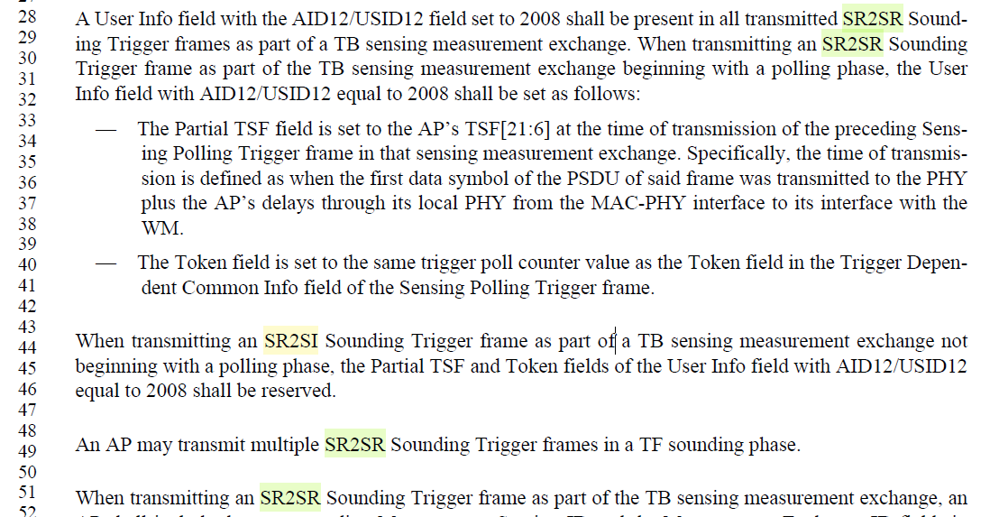 27
28 A User Info field with the AID12/USID12 field set to 2008 shall be present in all transmitted SR2SR Sound-
29 ing Trigger frames as part of a TB sensing measurement exchange. When transmitting an SR2SR Sounding
30
31 Trigger frame as part of the TB sensing measurement exchange beginning with a polling phase, the User
32 Info field with AID12/USID12 equal to 2008 shall be set as follows:
33
34 — The Partial TSF field is set to the AP’s TSF[21:6] at the time of transmission of the preceding Sens-
35 ing Polling Trigger frame in that sensing measurement exchange. Specifically, the time of transmis-
36 sion is defined as when the first data symbol of the PSDU of said frame was transmitted to the PHY
37 plus the AP’s delays through its local PHY from the MAC-PHY interface to its interface with the
38 WM.
39
40 — The Token field is set to the same trigger poll counter value as the Token field in the Trigger Depen-
41 dent Common Info field of the Sensing Polling Trigger frame.
42
43
44 When transmitting an SR2SI Sounding Trigger frame as part of a TB sensing measurement exchange not
45 beginning with a polling phase, the Partial TSF and Token fields of the User Info field with AID12/USID12
46 equal to 2008 shall be reserved.
47
48
49 An AP may transmit multiple SR2SR Sounding Trigger frames in a TF sounding phase.
50
51 When transmitting an SR2SR Sounding Trigger frame as part of the TB sensing measurement exchange, an
52